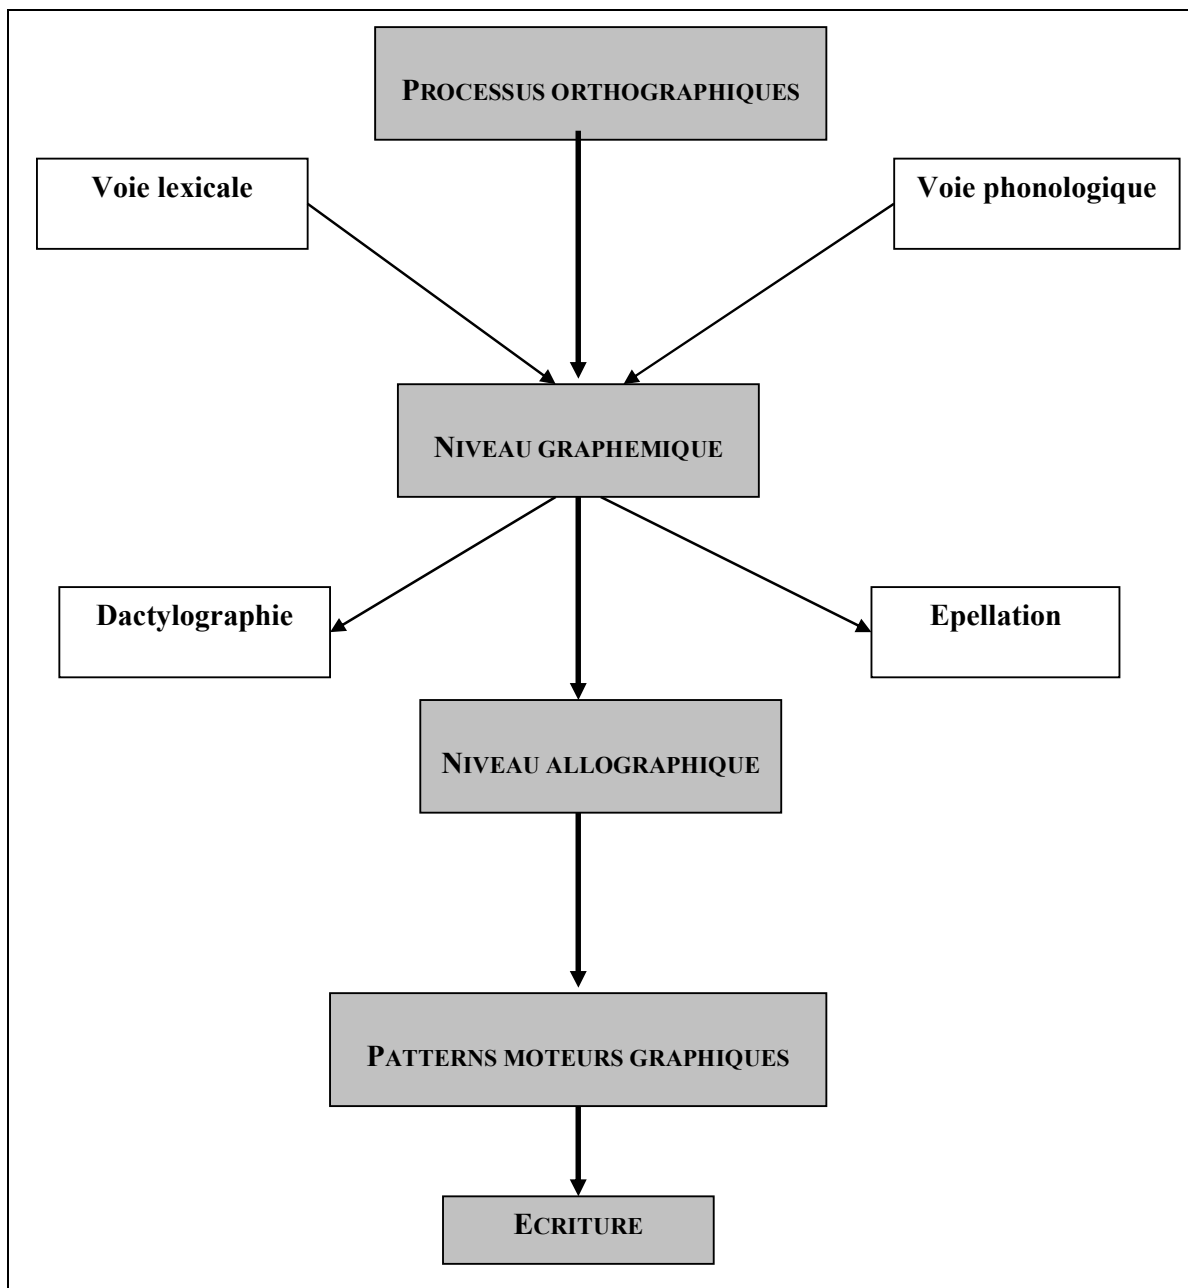 PROCESSUS ORTHOGRAPHIQUES
Voie lexicale
Voie phonologique
NIVEAU GRAPHEMIQUE
Dactylographie
Epellation
NIVEAU ALLOGRAPHIQUE
PATTERNS MOTEURS GRAPHIQUES
ECRITURE